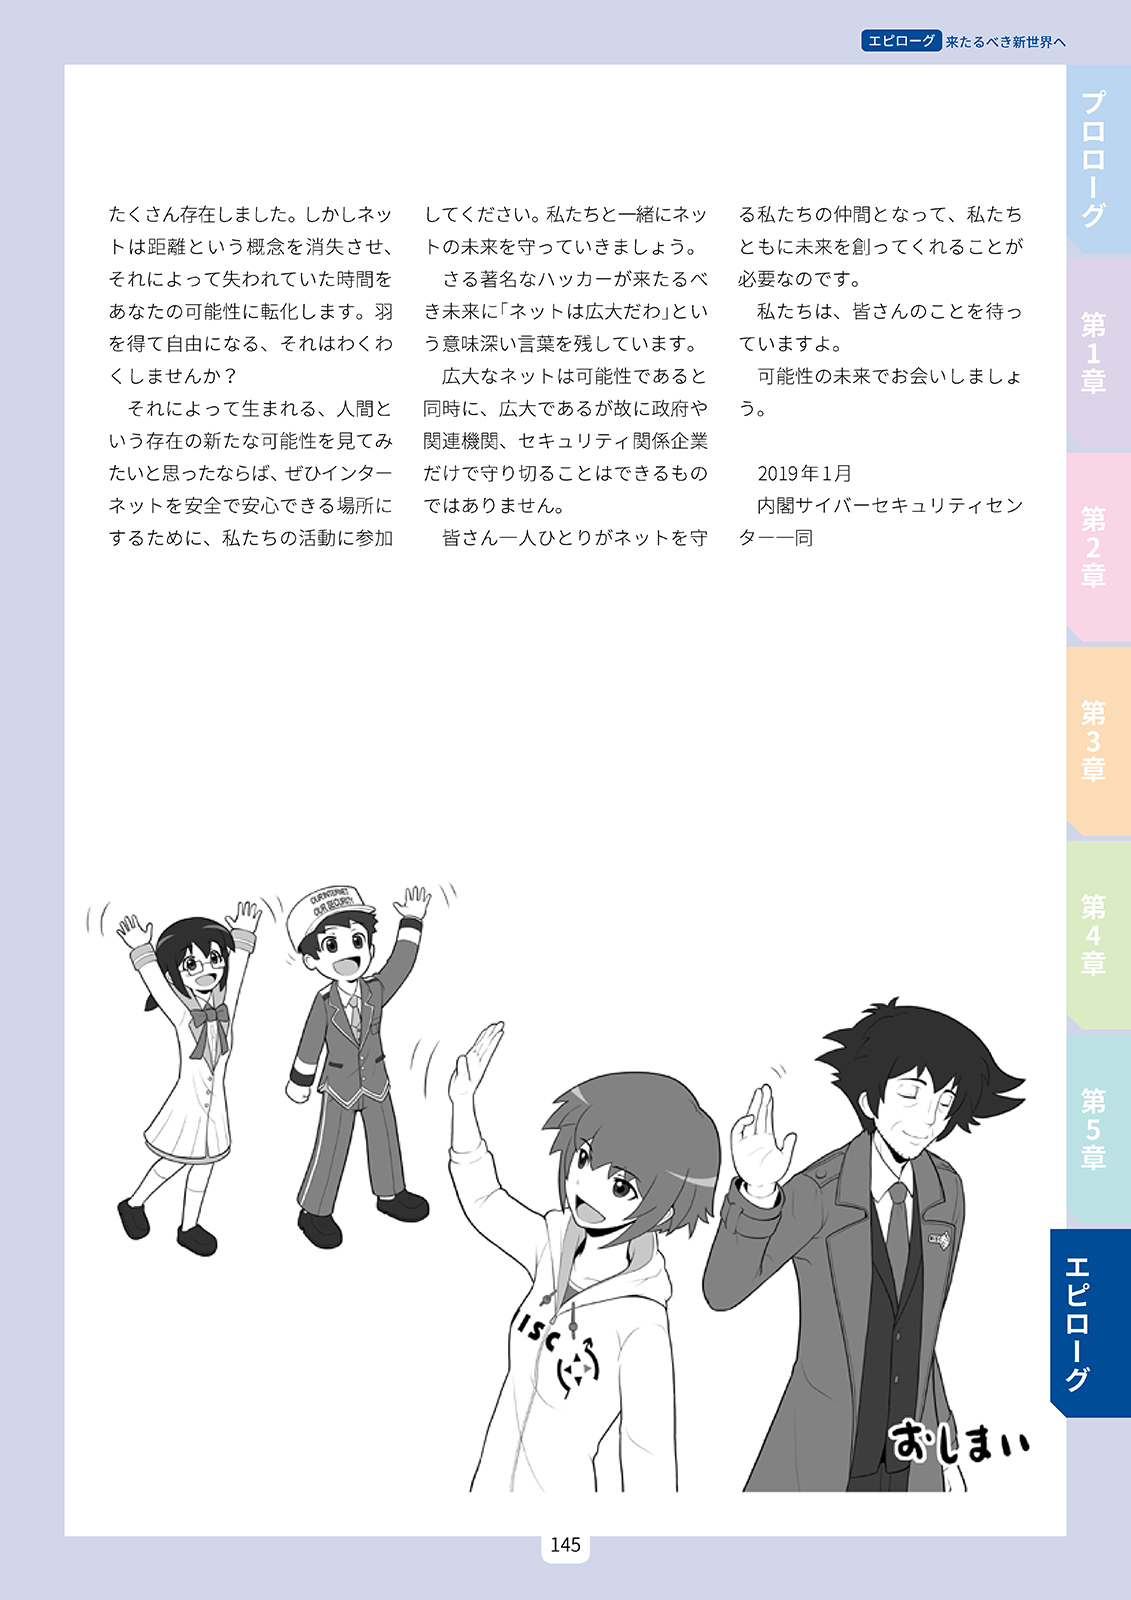 エピローグ 来たるべき新世界へ
たくさん存在しました。しかしネッ
トは距離という概念を消失させ、
それによって失われていた時間を
あなたの可能性に転化します。羽
を得て自由になる、それはわくわ
くしませんか？
それによって生まれる、人間と
いう存在の新たな可能性を見てみ
たいと思ったならば、ぜひインター
ネットを安全で安心できる場所に
するために、私たちの活動に参加
してください。私たちと一緒にネッ
トの未来を守っていきましょう。
さる著名なハッカーが来たるべ
き未来に「ネットは広大だわ」とい
う意味深い言葉を残しています。
広大なネットは可能性であると
同時に、広大であるが故に政府や
関連機関、セキュリティ関係企業
だけで守り切ることはできるもの
ではありません。
皆さん一人ひとりがネットを守
る私たちの仲間となって、私たち
ともに未来を創ってくれることが
必要なのです。
私たちは、皆さんのことを待っ
ていますよ。
可能性の未来でお会いしましょ
う。
2019年1月
内閣サイバーセキュリティセン
ター一同
プロローグ
第1章
第2章
第3章
第4章
第5章
エピローグ
OUR INTERNET
OUR SECURITY
NISC
おしまい
145